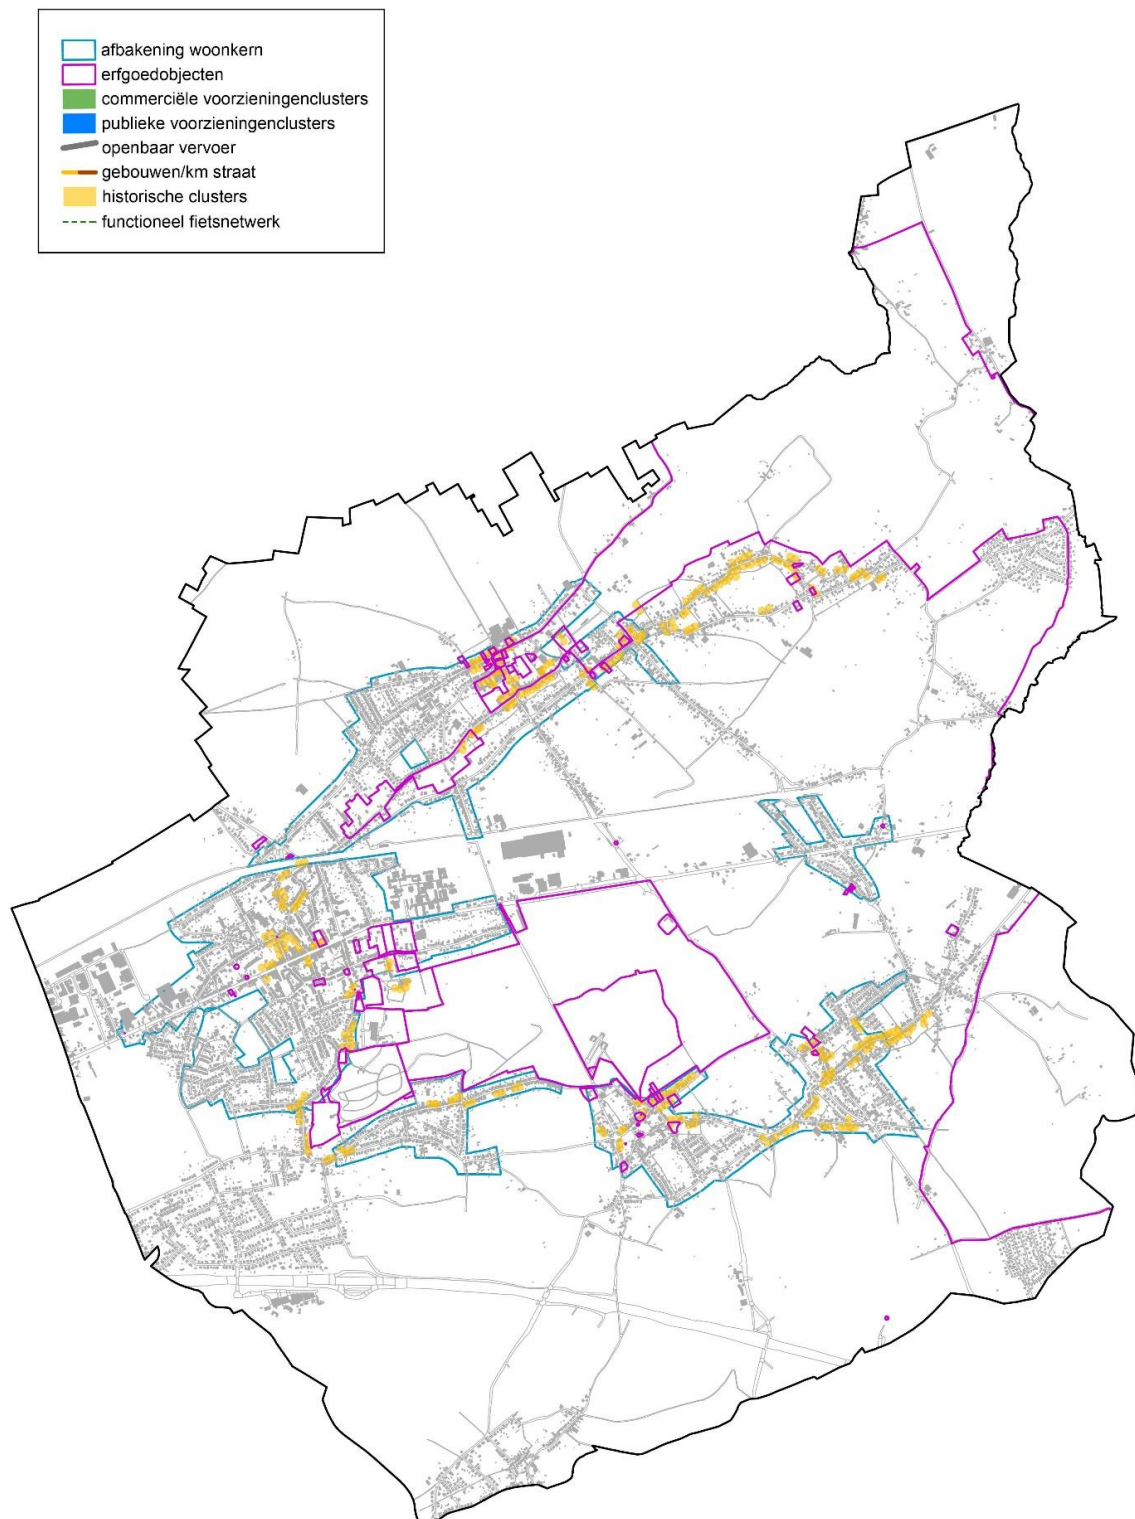 afbakening woonkern
erfgoedobjecten
commerciële voorzieningenclusters
publieke voorzieningenclusters
openbaar vervoer
gebouwen/km straat
historische clusters
functioneel fietsnetwerk